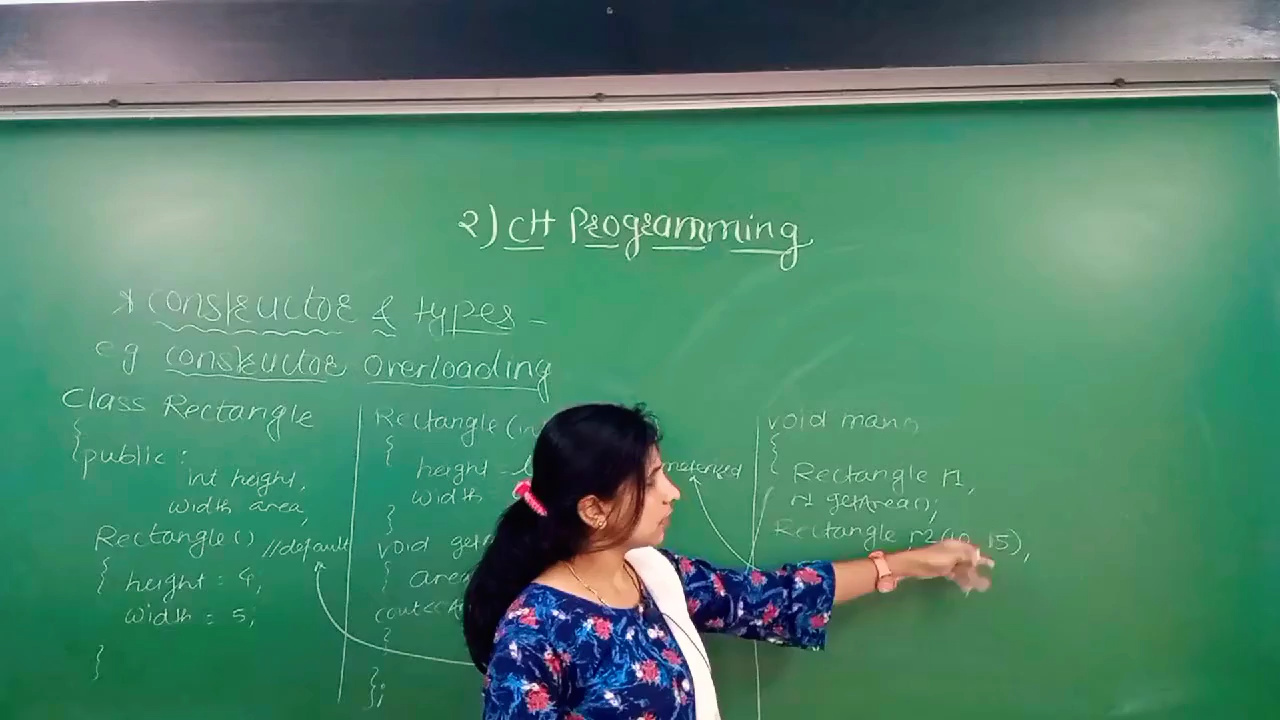 2) C++ Programming
* Constructor & types -
eg Constructor Overloading
Class Rectangle
{
public :
int height,
width area,
Rectangle() //default
{ height = 4;
width = 5;
}
Rectangle (in
{
height =
width
}
void get
{ area
cout<<
}
};
void main
{
Rectangle r1,
r1 getArea();
Rectangle r2(10, 15),